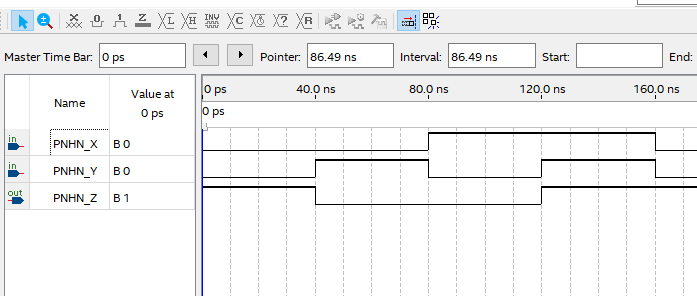 Z H INV C ? R
Master Time Bar: 0 ps Pointer: 86.49 ns Interval: 86.49 ns Start: End:
Name Value at 0 ps
0 ps 40.0 ns 80.0 ns 120.0 ns 160.0 ns
0 ps
in PNHN_X B 0
in PNHN_Y B 0
out PNHN_Z B 1